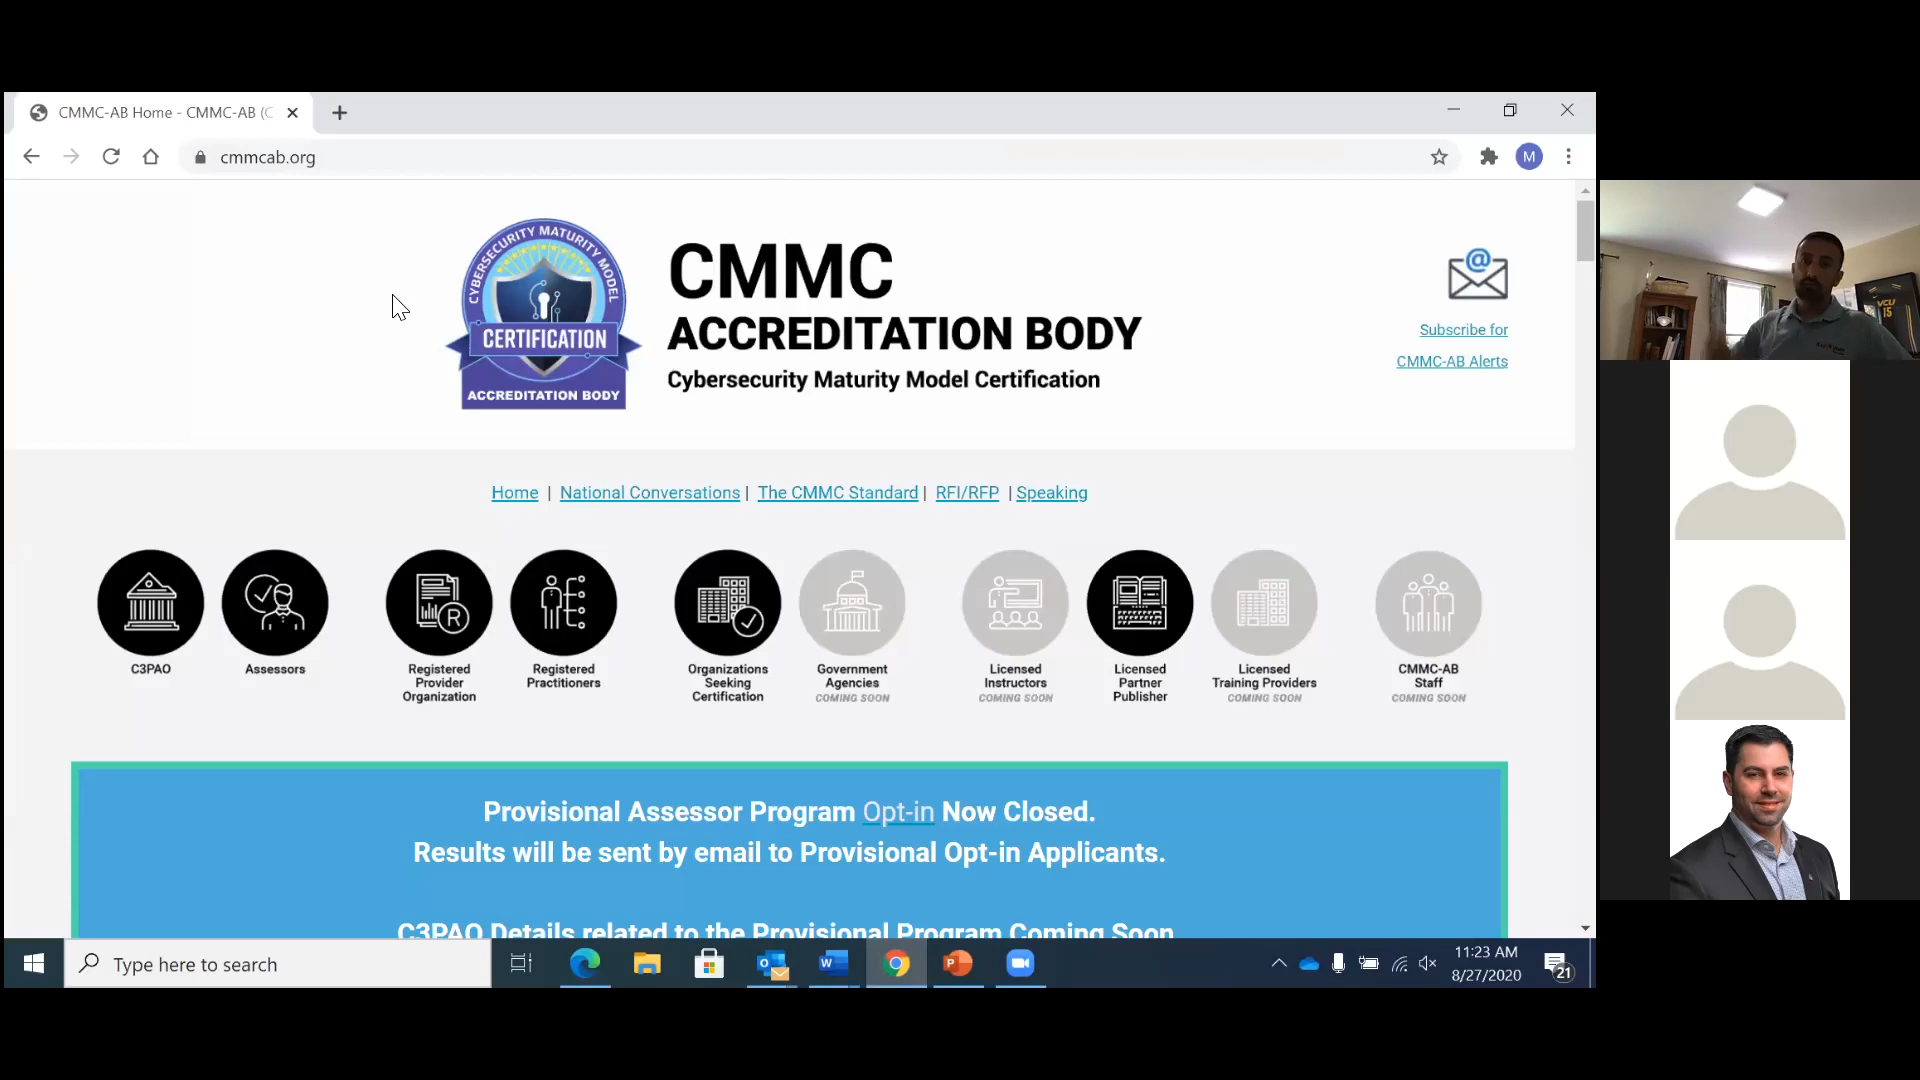 CMMC-AB Home - CMMC-AB (C
cmmcab.org
M
CYBERSECURITY MATURITY MODEL
CERTIFICATION
ACCREDITATION BODY
CMMC
ACCREDITATION BODY
Cybersecurity Maturity Model Certification
@
Subscribe for
CMMC-AB Alerts
Home | National Conversations | The CMMC Standard | RFI/RFP | Speaking
R
C3PAO
Assessors
Registered
Provider
Organization
Registered
Practitioners
Organizations
Seeking
Certification
Government
Agencies
COMING SOON
Licensed
Instructors
COMING SOON
Licensed
Partner
Publisher
Licensed
Training Providers
COMING SOON
CMMC-AB
Staff
COMING SOON
Provisional Assessor Program Opt-in Now Closed.
Results will be sent by email to Provisional Opt-in Applicants.
C3PAO Details related to the Provisional Program Coming Soon
Type here to search
11:23 AM
8/27/2020
21
VCU
15